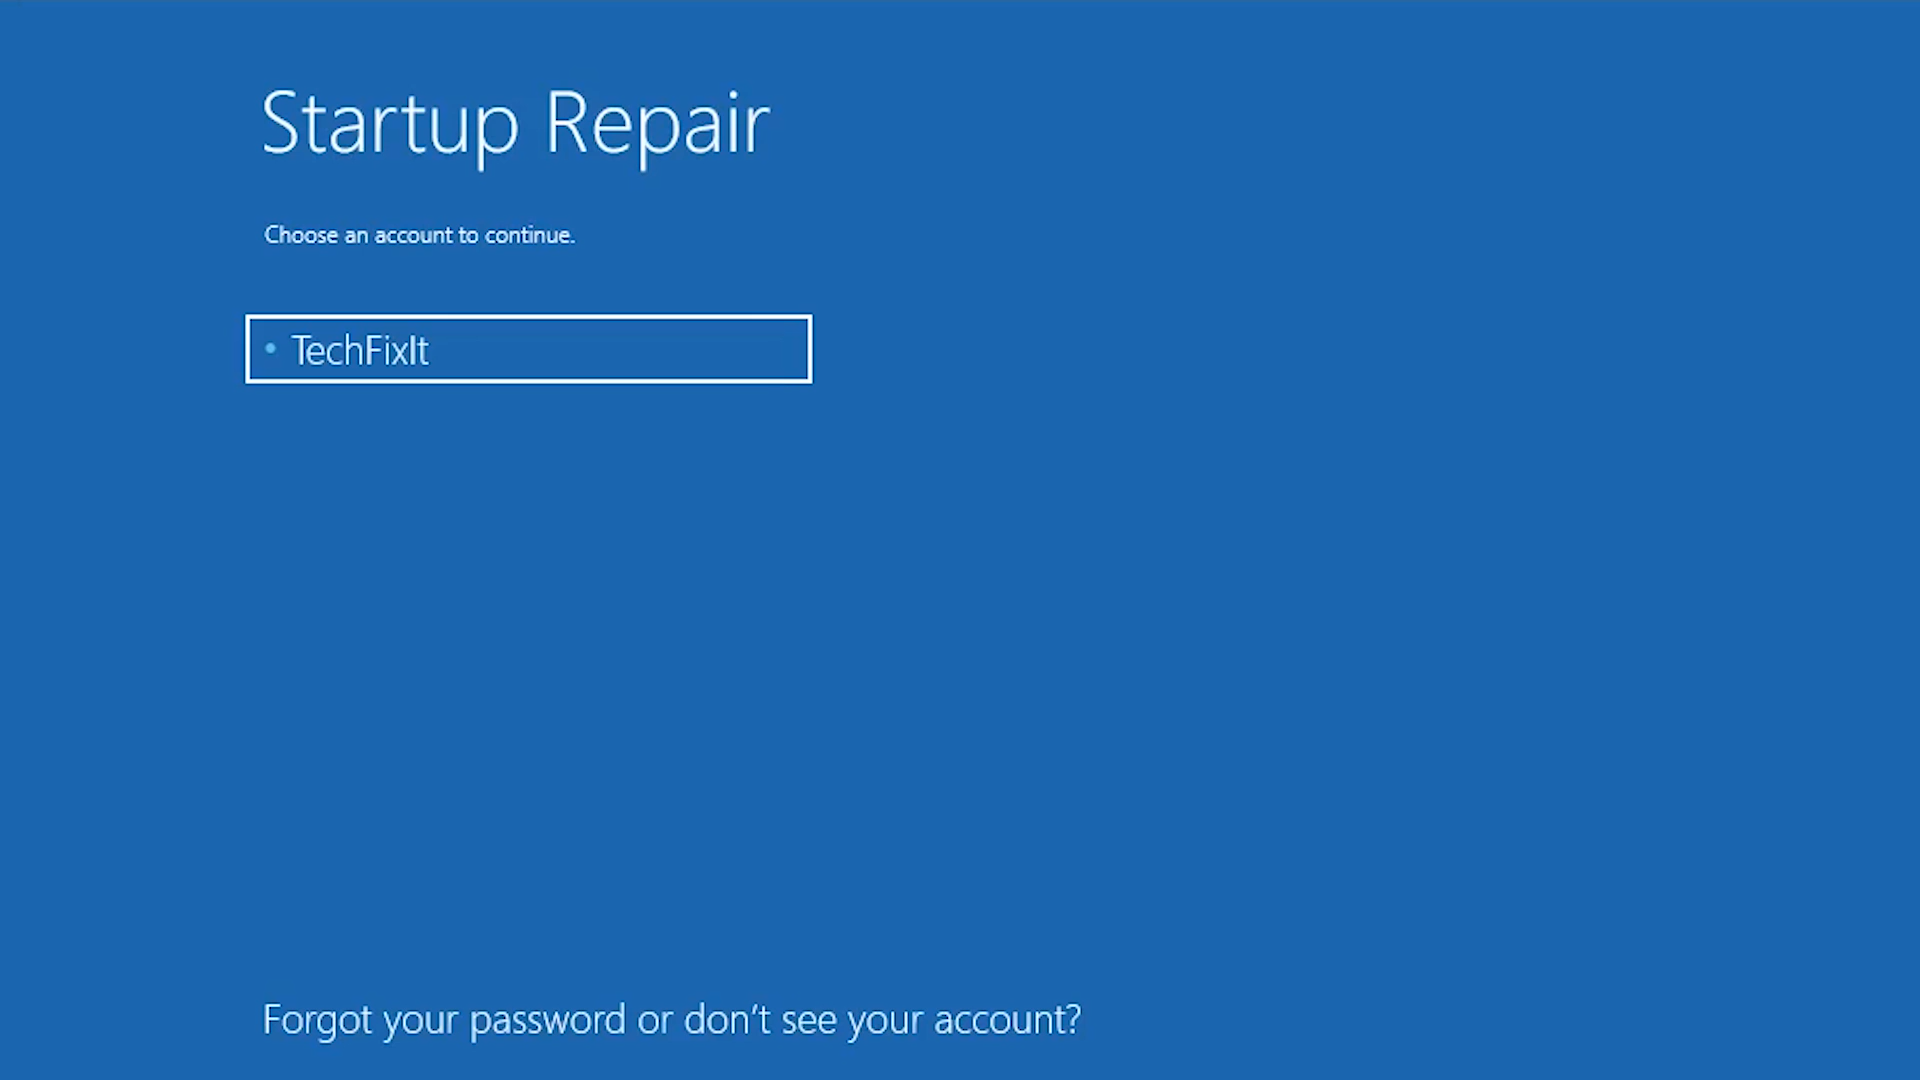 Startup Repair
Choose an account to continue.
• TechFixIt
Forgot your password or don't see your account?